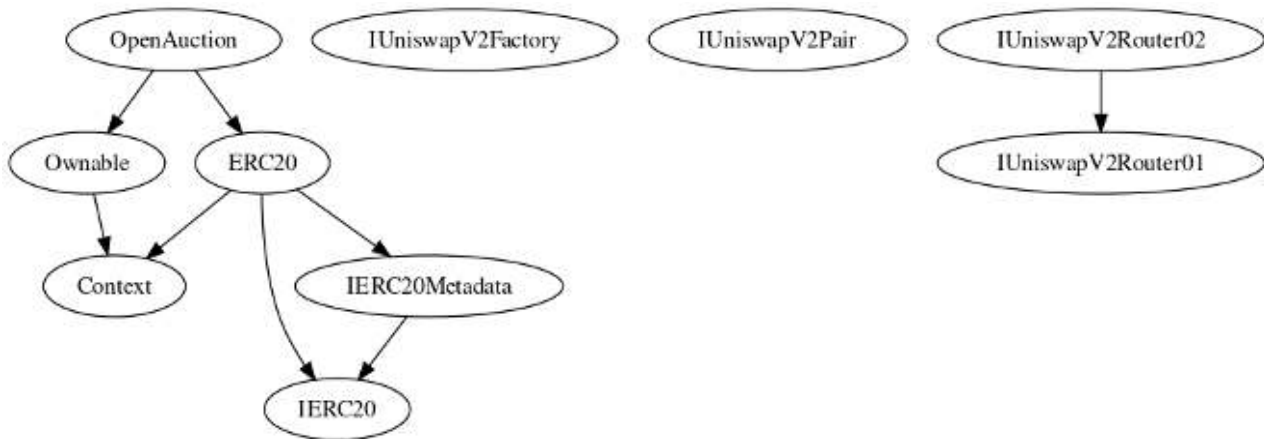 OpenAuction
IUniswapV2Factory
IUniswapV2Pair
IUniswapV2Router02
Ownable
ERC20
IUniswapV2Router01
Context
IERC20Metadata
IERC20